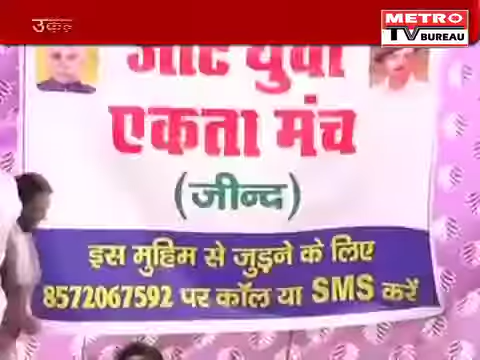 METRO
TV BUREAU
जाट युवा
एकता मंच
(जीन्द)
इस मुहिम से जुड़ने के लिए
8572067592 पर कॉल या SMS करें